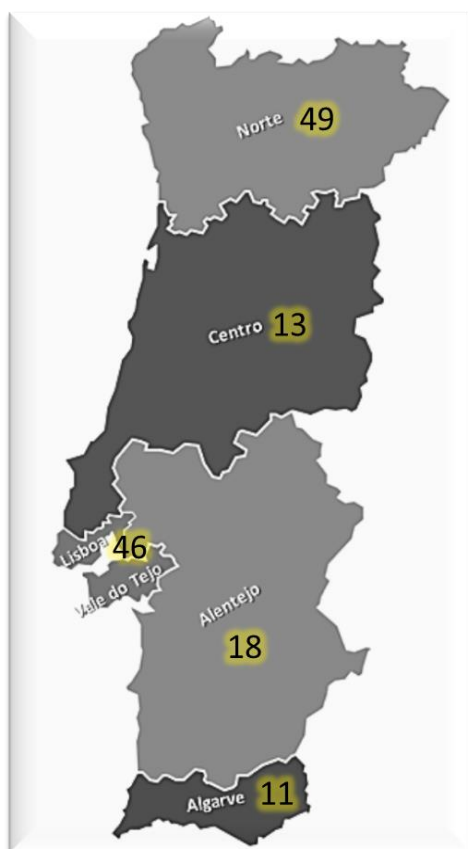 Norte 49
Centro 13
Lisboa 46
Vale do Tejo
Alentejo
18
Algarve 11